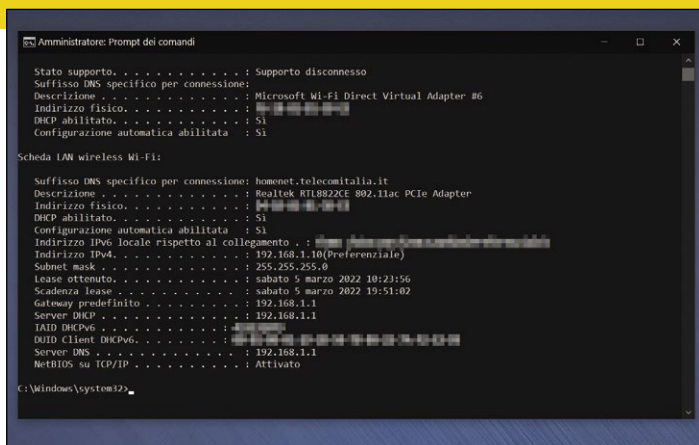 Amministratore: Prompt dei comandi
Stato supporto. . . . . . . . . . . . : Supporto disconnesso
Suffisso DNS specifico per connessione:
Descrizione . . . . . . . . . . . . . : Microsoft Wi-Fi Direct Virtual Adapter #6
Indirizzo fisico. . . . . . . . . . . :
DHCP abilitato. . . . . . . . . . . . : Sì
Configurazione automatica abilitata : Sì
Scheda LAN wireless Wi-Fi:
Suffisso DNS specifico per connessione: homenet.telecomitalia.it
Descrizione . . . . . . . . . . . . . : Realtek RTL8822CE 802.11ac PCIe Adapter
Indirizzo fisico. . . . . . . . . . . :
DHCP abilitato. . . . . . . . . . . . : Sì
Configurazione automatica abilitata : Sì
Indirizzo IPv6 locale rispetto al collegamento . :
Indirizzo IPv4. . . . . . . . . . . . : 192.168.1.10(Preferenziale)
Subnet mask . . . . . . . . . . . . . : 255.255.255.0
Lease ottenuto. . . . . . . . . . . . : sabato 5 marzo 2022 10:23:56
Scadenza lease . . . . . . . . . . . : sabato 5 marzo 2022 19:51:02
Gateway predefinito . . . . . . . . . : 192.168.1.1
Server DHCP . . . . . . . . . . . . . : 192.168.1.1
IAID DHCPv6 . . . . . . . . . . . :
DUID Client DHCPv6. . . . . . . . :
Server DNS . . . . . . . . . . . . . : 192.168.1.1
NetBIOS su TCP/IP . . . . . . . . . . : Attivato
C:\Windows\system32>